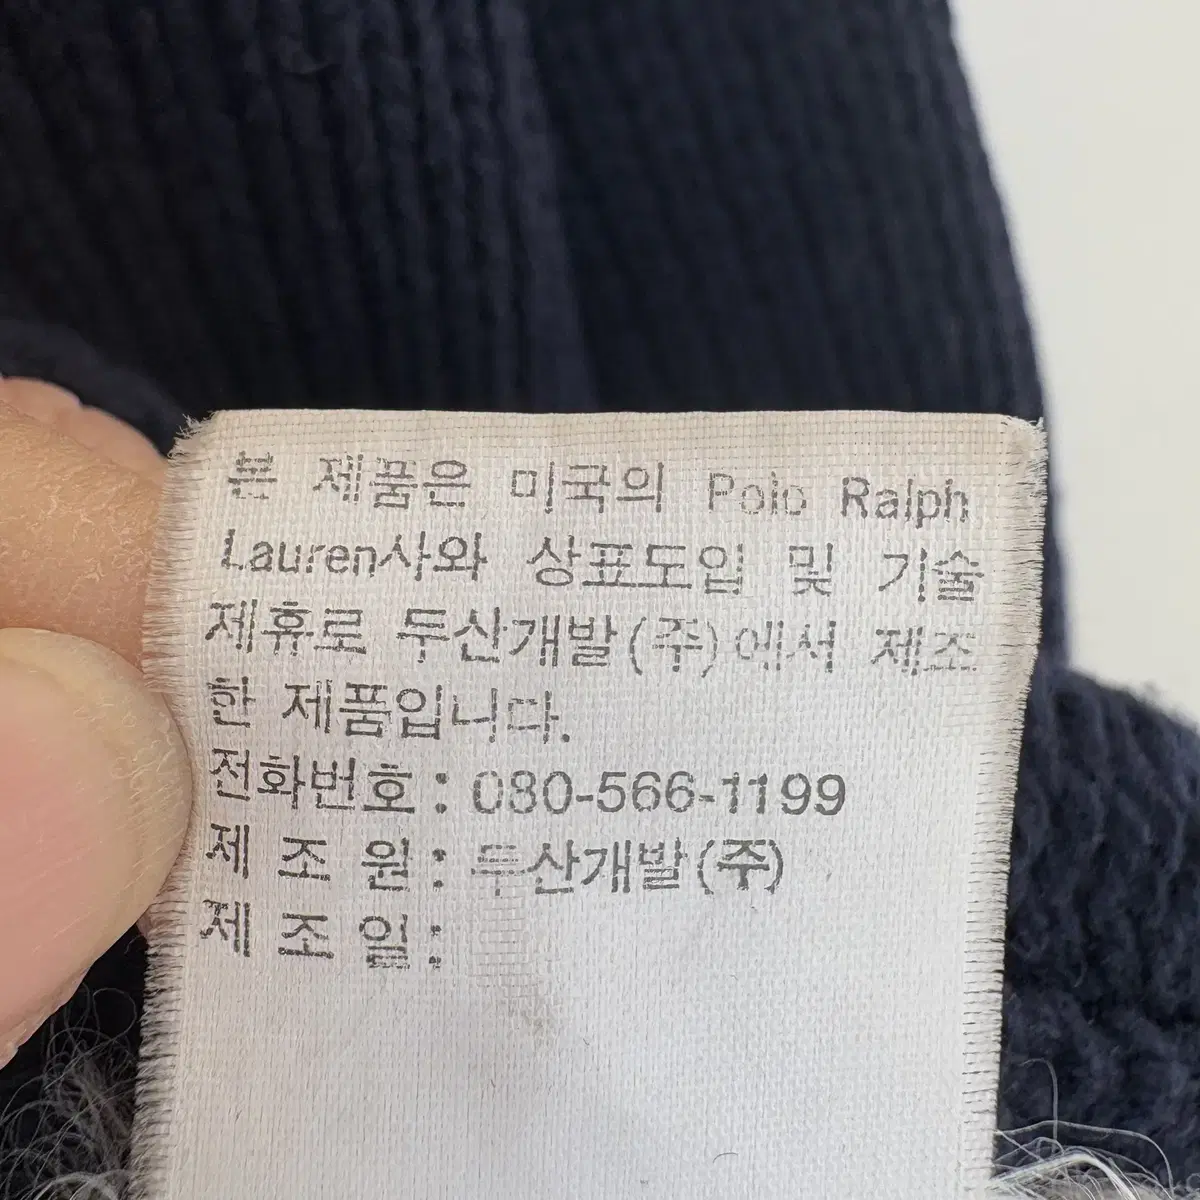 본 제품은 미국의 Polo Ralph
Lauren사와 상표도입 및 기술
제휴로 두산개발(주)에서 제조
한 제품입니다.
전화번호 : 080-566-1199
제 조 원 : 두산개발(주)
제 조 일 :